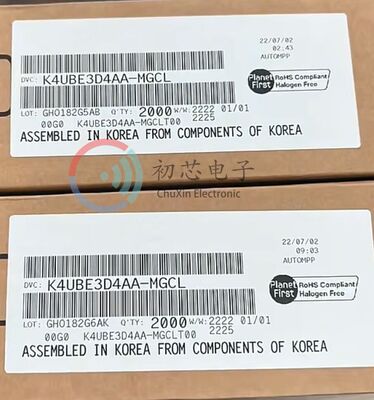 22/07/02
02:43
AUTOMPP
DVC: K4UBE3D4AA-MGCL
Planet First RoHS Compliant Halogen Free
LOT: GH0182G5AB Q'TY: 2000 W/W: 2222 01/01
00G0 K4UBE3D4AA-MGCLT00 2225
ASSEMBLED IN KOREA FROM COMPONENTS OF KOREA
初芯电子
ChuXin Electronic
22/07/02
09:03
AUTOMPP
DVC: K4UBE3D4AA-MGCL
Planet First RoHS Compliant Halogen Free
LOT: GH0182G6AK Q'TY: 2000 W/W: 2222 01/01
00G0 K4UBE3D4AA-MGCLT00 2225
ASSEMBLED IN KOREA FROM COMPONENTS OF KOREA